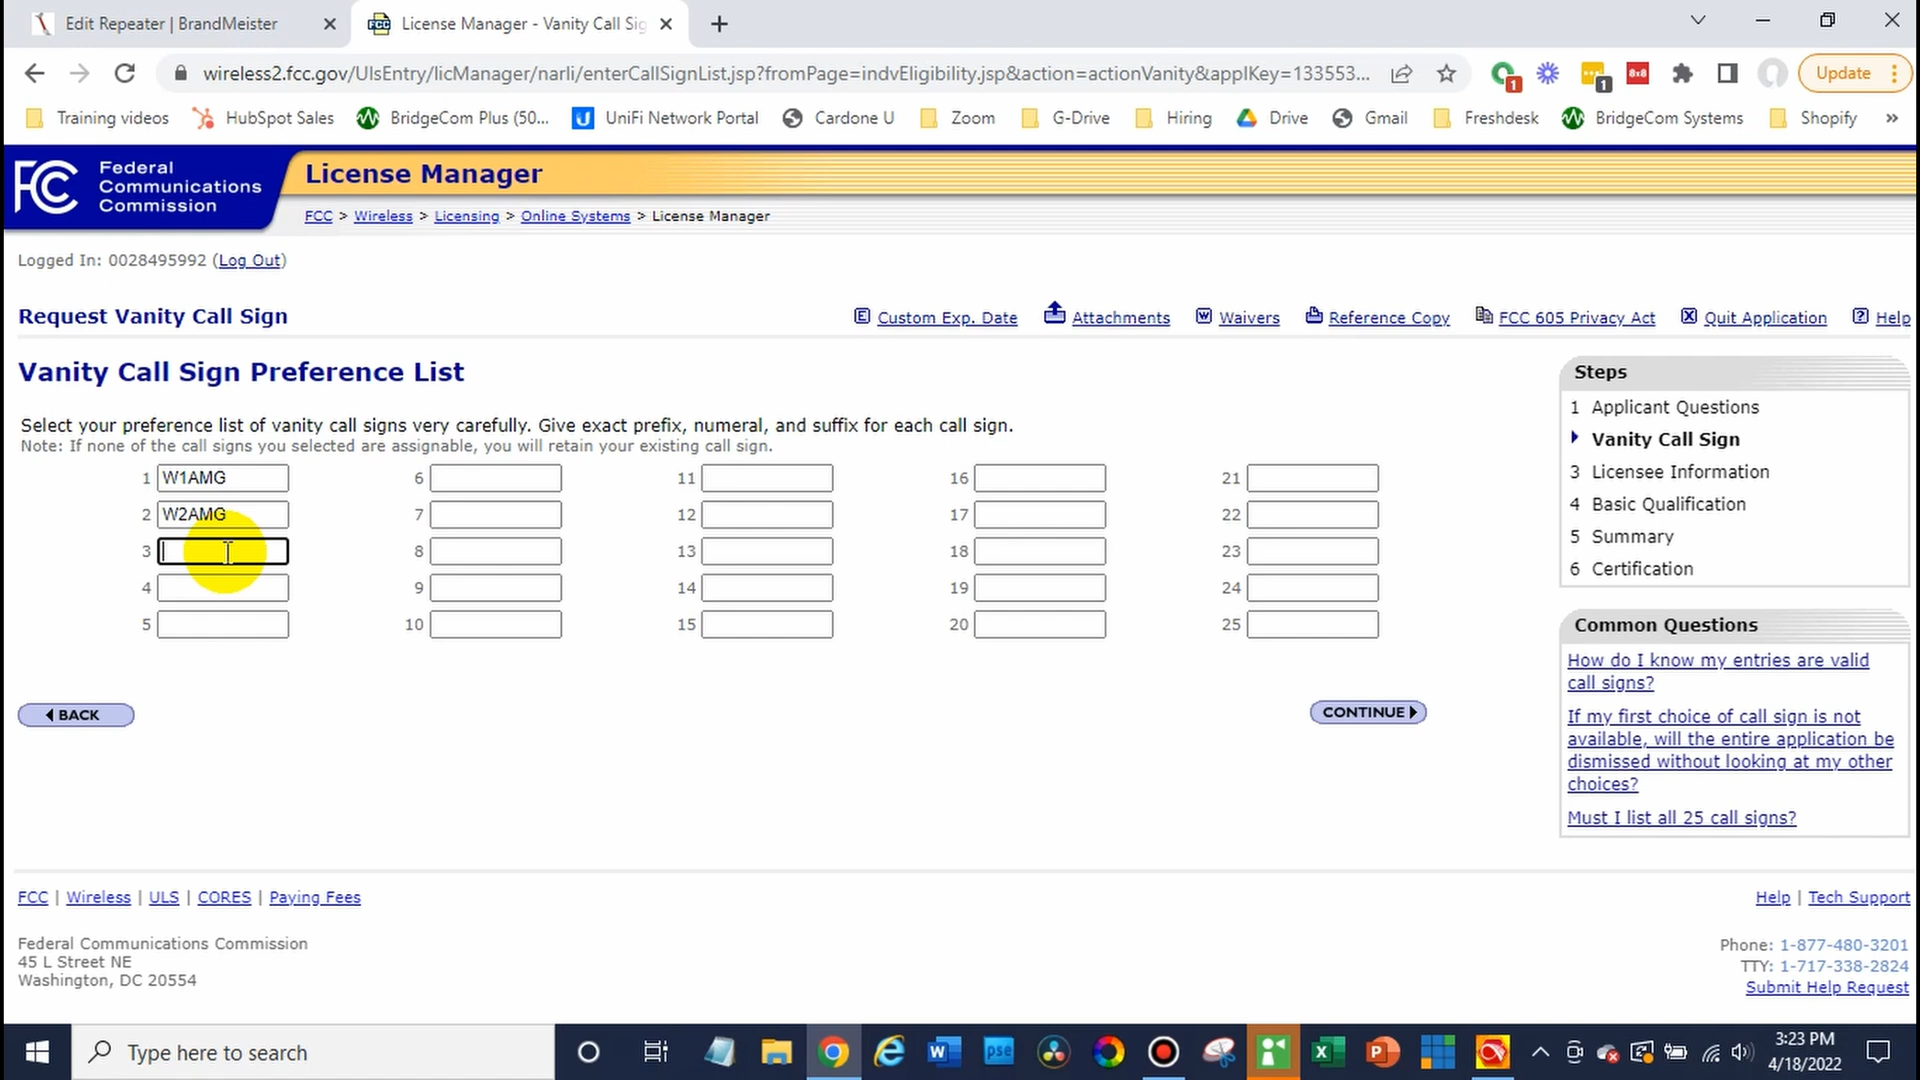 Edit Repeater | BrandMeister
License Manager - Vanity Call Sig
wireless2.fcc.gov/UlsEntry/licManager/narli/enterCallSignList.jsp?fromPage=indvEligibility.jsp&action=actionVanity&applKey=133553...
1
1
8x8
Update
Training videos
HubSpot Sales
BridgeCom Plus (50...
UniFi Network Portal
Cardone U
Zoom
G-Drive
Hiring
Drive
Gmail
Freshdesk
BridgeCom Systems
Shopify
»
FC
Federal
Communications
Commission
License Manager
FCC > Wireless > Licensing > Online Systems > License Manager
Logged In: 0028495992 (Log Out)
Request Vanity Call Sign
E Custom Exp. Date
Attachments
W Waivers
Reference Copy
FCC 605 Privacy Act
X Quit Application
? Help
Vanity Call Sign Preference List
Select your preference list of vanity call signs very carefully. Give exact prefix, numeral, and suffix for each call sign.
Note: If none of the call signs you selected are assignable, you will retain your existing call sign.
1 W1AMG 6 11 16 21
2 W2AMG 7 12 17 22
3 8 13 18 23
4 9 14 19 24
5 10 15 20 25
BACK
CONTINUE
Steps
1 Applicant Questions
Vanity Call Sign
3 Licensee Information
4 Basic Qualification
5 Summary
6 Certification
Common Questions
How do I know my entries are valid
call signs?
If my first choice of call sign is not
available, will the entire application be
dismissed without looking at my other
choices?
Must I list all 25 call signs?
FCC | Wireless | ULS | CORES | Paying Fees
Help | Tech Support
Federal Communications Commission
45 L Street NE
Washington, DC 20554
Phone: 1-877-480-3201
TTY: 1-717-338-2824
Submit Help Request
Type here to search
W
pse
X
P
3:23 PM
4/18/2022